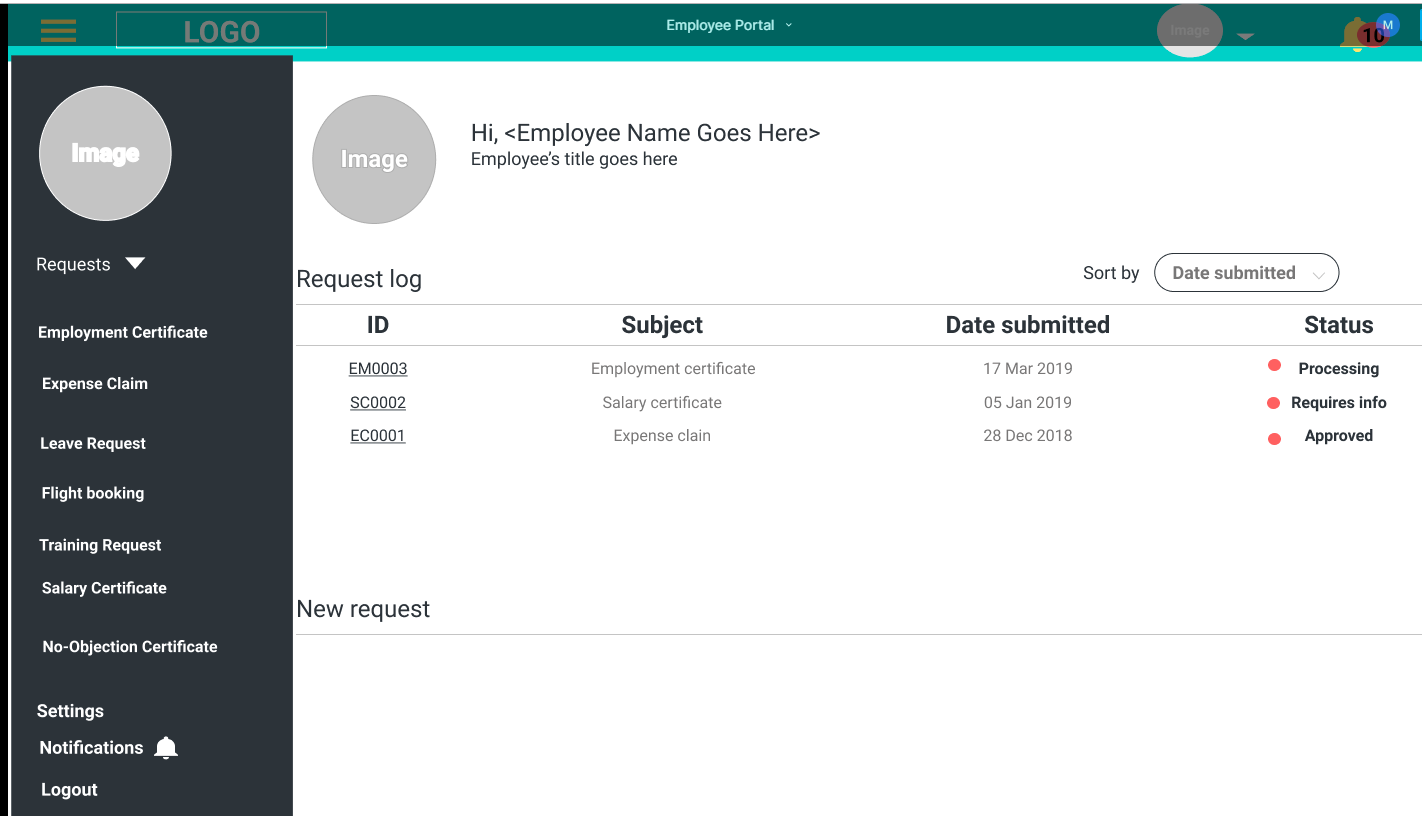 LOGO
Employee Portal
Image
M
10
Image
Image
Hi, <Employee Name Goes Here>
Employee's title goes here
Requests
Employment Certificate
Expense Claim
Leave Request
Flight booking
Training Request
Salary Certificate
No-Objection Certificate
Settings
Notifications
Logout
Request log
Sort by
Date submitted
ID Subject Date submitted Status
EM0003 Employment certificate 17 Mar 2019 Processing
SC0002 Salary certificate 05 Jan 2019 Requires info
EC0001 Expense clain 28 Dec 2018 Approved
New request